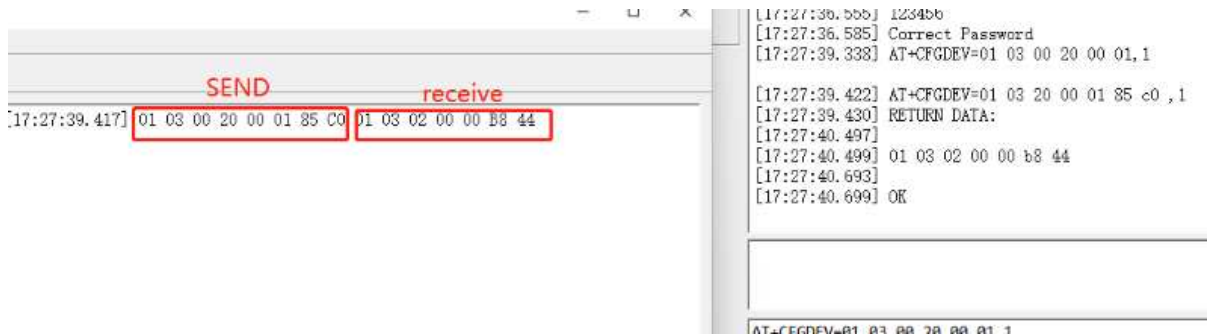 SEND
receive
[17:27:39.417] 01 03 00 20 00 01 85 C0 01 03 02 00 00 B8 44
[17:27:36.555] 123456
[17:27:36.585] Correct Password
[17:27:39.338] AT+CFGDEV=01 03 00 20 00 01,1
[17:27:39.422] AT+CFGDEV=01 03 20 00 01 85 c0 ,1
[17:27:39.430] RETURN DATA:
[17:27:40.497]
[17:27:40.499] 01 03 02 00 00 b8 44
[17:27:40.693]
[17:27:40.699] OK
AT+CFGDEV=01 03 00 20 00 01,1